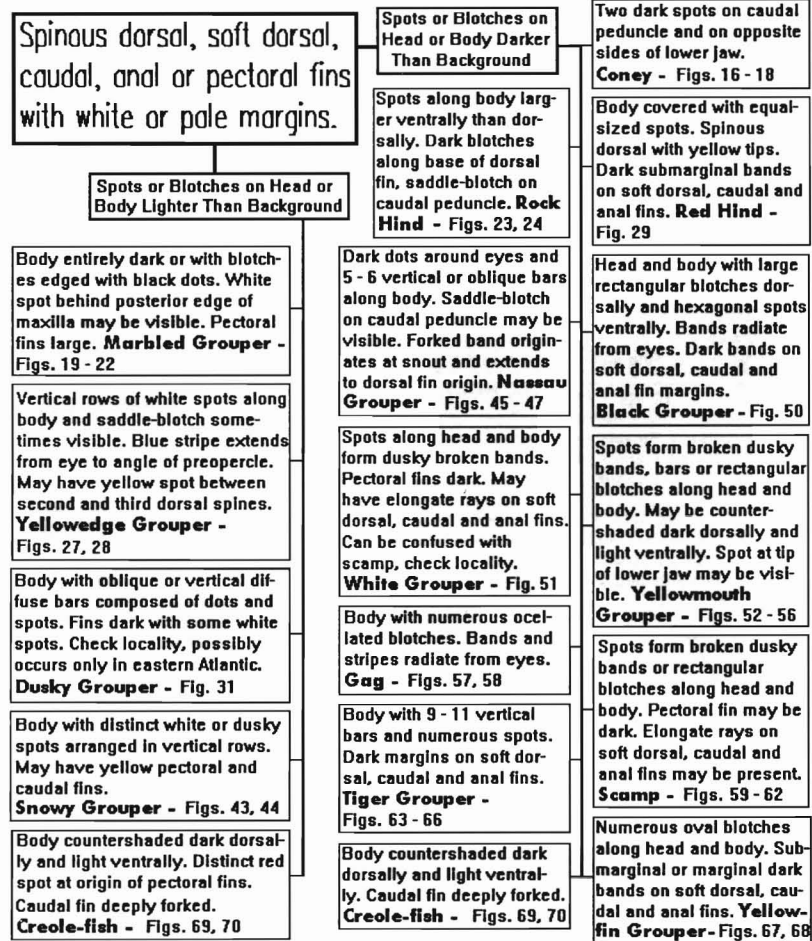 Spinous dorsal, soft dorsal,
caudal, anal or pectoral fins
with white or pale margins.
Spots or Blotches on Head or
Body Lighter Than Background
Body entirely dark or with blotch-
es edged with black dots. White
spot behind posterior edge of
maxilla may be visible. Pectoral
fins large. Marbled Grouper -
Figs. 19 - 22
Vertical rows of white spots along
body and saddle-blotch some-
times visible. Blue stripe extends
from eye to angle of preopercle.
May have yellow spot between
second and third dorsal spines.
Yellowedge Grouper -
Figs. 27, 28
Body with oblique or vertical dif-
fuse bars composed of dots and
spots. Fins dark with some white
spots. Check locality, possibly
occurs only in eastern Atlantic.
Dusky Grouper - Fig. 31
Body with distinct white or dusky
spots arranged in vertical rows.
May have yellow pectoral and
caudal fins.
Snowy Grouper - Figs. 43, 44
Body countershaded dark dorsal-
ly and light ventrally. Distinct red
spot at origin of pectoral fins.
Caudal fin deeply forked.
Creole-fish - Figs. 69, 70
Spots or Blotches on
Head or Body Darker
Than Background
Spots along body larg-
er ventrally than dor-
sally. Dark blotches
along base of dorsal
fin, saddle-blotch on
caudal peduncle. Rock
Hind - Figs. 23, 24
Dark dots around eyes and
5 - 6 vertical or oblique bars
along body. Saddle-blotch
on caudal peduncle may be
visible. Forked band origin-
ates at snout and extends
to dorsal fin origin. Nassau
Grouper - Figs. 45 - 47
Spots along head and body
form dusky broken bands.
Pectoral fins dark. May
have elongate rays on soft
dorsal, caudal and anal fins.
Can be confused with
scamp, check locality.
White Grouper - Fig. 51
Body with numerous ocel-
lated blotches. Bands and
stripes radiate from eyes.
Gag - Figs. 57, 58
Body with 9 - 11 vertical
bars and numerous spots.
Dark margins on soft dor-
sal, caudal and anal fins.
Tiger Grouper -
Figs. 63 - 66
Body countershaded dark
dorsally and light ventral-
ly. Caudal fin deeply forked.
Creole-fish - Figs. 69, 70
Two dark spots on caudal
peduncle and on opposite
sides of lower jaw.
Coney - Figs. 16 - 18
Body covered with equal-
sized spots. Spinous
dorsal with yellow tips.
Dark submarginal bands
on soft dorsal, caudal and
anal fins. Red Hind -
Fig. 29
Head and body with large
rectangular blotches dor-
sally and hexagonal spots
ventrally. Bands radiate
from eyes. Dark bands on
soft dorsal, caudal and
anal fin margins.
Black Grouper - Fig. 50
Spots form broken dusky
bands, bars or rectangular
blotches along head and
body. May be counter-
shaded dark dorsally and
light ventrally. Spot at tip
of lower jaw may be visi-
ble. Yellowmouth
Grouper - Figs. 52 - 56
Spots form broken dusky
bands or rectangular
blotches along head and
body. Pectoral fin may be
dark. Elongate rays on
soft dorsal, caudal and
anal fins may be present.
Scamp - Figs. 59 - 62
Numerous oval blotches
along head and body. Sub-
marginal or marginal dark
bands on soft dorsal, cau-
dal and anal fins. Yellow-
fin Grouper - Figs. 67, 68